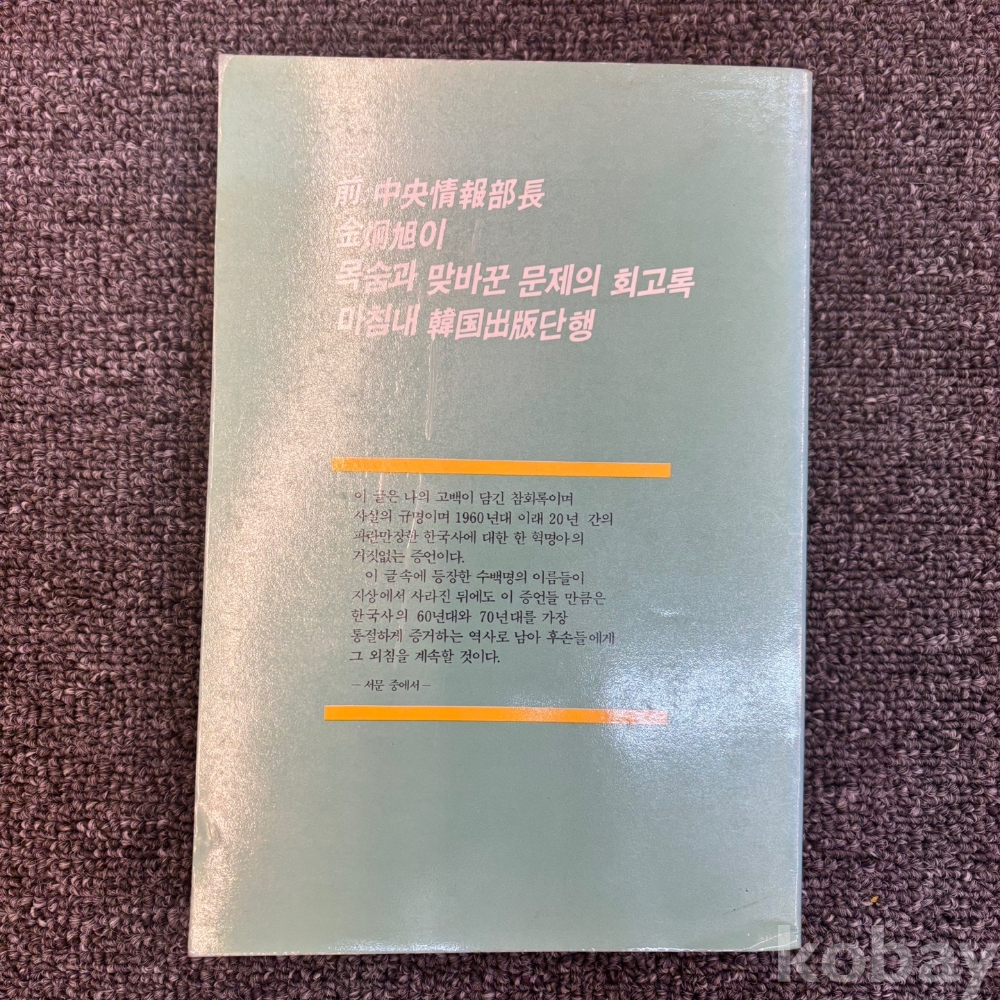 前 中央情報部長
金炯旭이
목숨과 맞바꾼 문제의 회고록
마침내 韓国出版단행
이 글은 나의 고백이 담긴 참회록이며
사실의 규명이며 1960년대 이래 20년 간의
파란만장한 한국사에 대한 한 혁명아의
거짓없는 증언이다.
이 글속에 등장한 수백명의 이름들이
지상에서 사라진 뒤에도 이 증언들 만큼은
한국사의 60년대와 70년대를 가장
통절하게 증거하는 역사로 남아 후손들에게
그 외침을 계속할 것이다.
— 서문 중에서 —
kobay